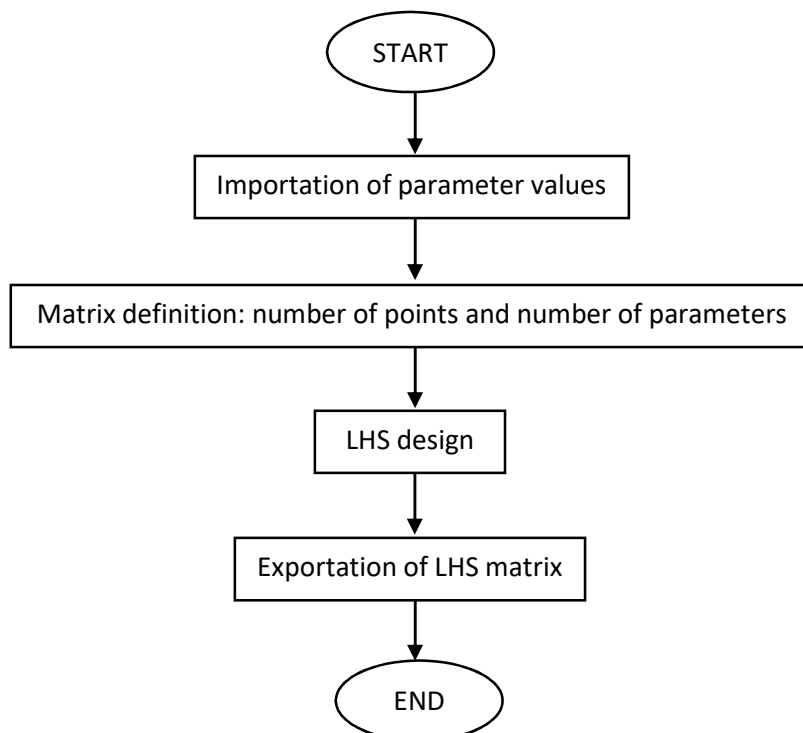 START
Importation of parameter values
Matrix definition: number of points and number of parameters
LHS design
Exportation of LHS matrix
END